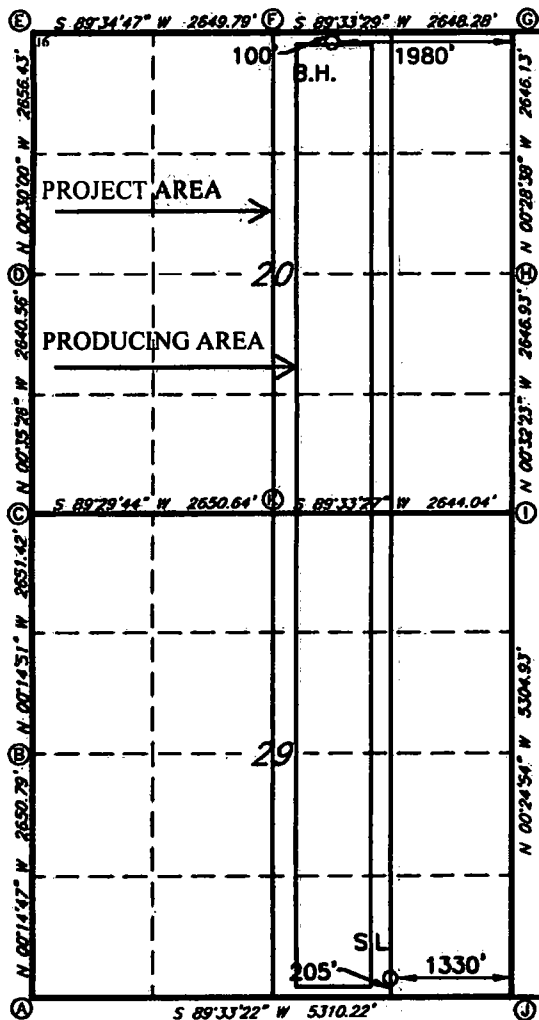 E S 89°34'47" W 2649.79' F S 89°33'29" W 2648.28' G
16
100'
1980'
B.H.
N 00°30'00" W 2656.43'
N 00°28'38" W 2646.13'
PROJECT AREA
D
20
H
PRODUCING AREA
N 00°35'26" W 2640.56'
N 00°32'23" W 2646.93'
C S 89°29'44" W 2650.64' K S 89°33'27" W 2644.04' I
N 00°14'51" W 2651.42'
N 00°24'54" W 5304.93'
B
29
N 00°14'47" W 2650.79'
S.L.
205'
1330'
A S 89°33'22" W 5310.22' J